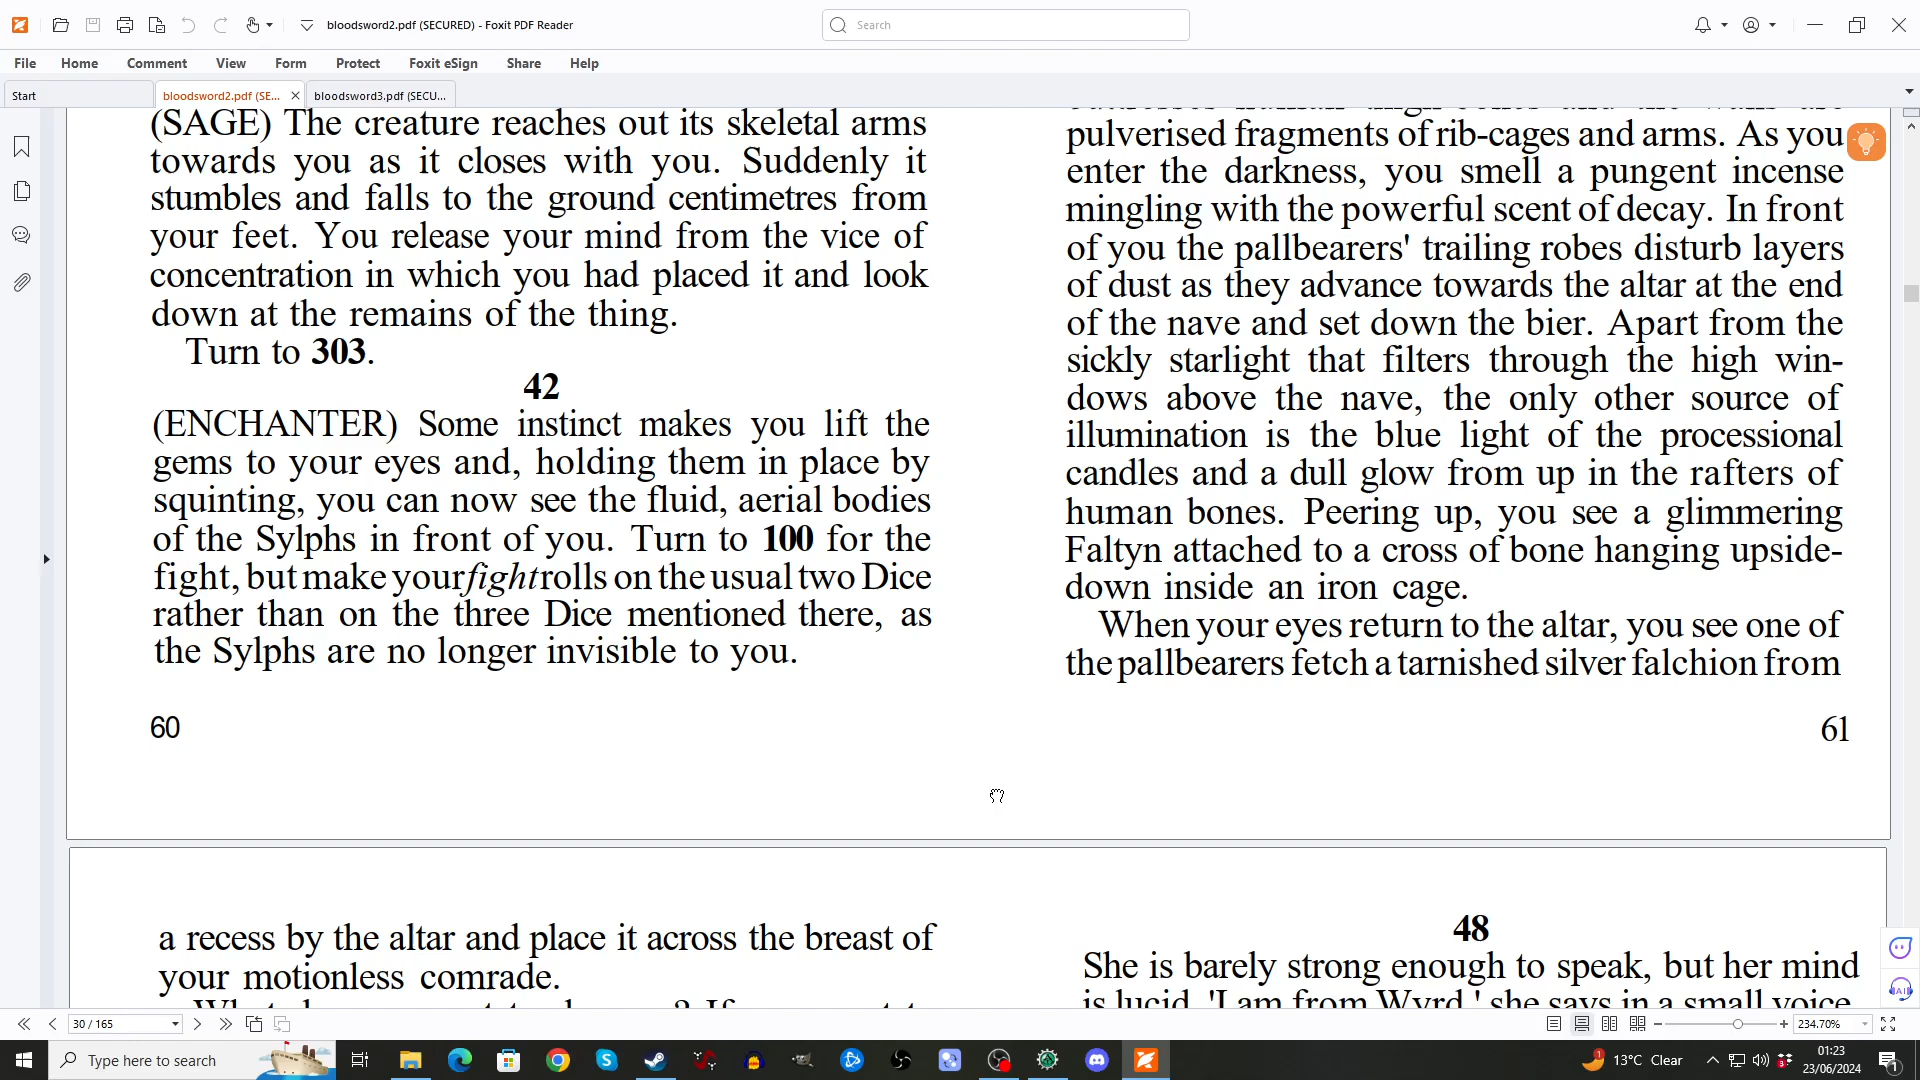 bloodsword2.pdf (SECURED) - Foxit PDF Reader
Search
File Home Comment View Form Protect Foxit eSign Share Help
Start
bloodsword2.pdf (SE...
bloodsword3.pdf (SECU...
(SAGE) The creature reaches out its skeletal arms
towards you as it closes with you. Suddenly it
stumbles and falls to the ground centimetres from
your feet. You release your mind from the vice of
concentration in which you had placed it and look
down at the remains of the thing.
Turn to 303.
42
(ENCHANTER) Some instinct makes you lift the
gems to your eyes and, holding them in place by
squinting, you can now see the fluid, aerial bodies
of the Sylphs in front of you. Turn to 100 for the
fight, but make your fight rolls on the usual two Dice
rather than on the three Dice mentioned there, as
the Sylphs are no longer invisible to you.
60
pulverised fragments of rib-cages and arms. As you
enter the darkness, you smell a pungent incense
mingling with the powerful scent of decay. In front
of you the pallbearers' trailing robes disturb layers
of dust as they advance towards the altar at the end
of the nave and set down the bier. Apart from the
sickly starlight that filters through the high win-
dows above the nave, the only other source of
illumination is the blue light of the processional
candles and a dull glow from up in the rafters of
human bones. Peering up, you see a glimmering
Faltyn attached to a cross of bone hanging upside-
down inside an iron cage.
When your eyes return to the altar, you see one of
the pallbearers fetch a tarnished silver falchion from
61
a recess by the altar and place it across the breast of
your motionless comrade.
48
She is barely strong enough to speak, but her mind
is lucid. 'I am from Wyrd,' she says in a small voice
30 / 165
234.70%
Type here to search
13°C Clear
01:23
23/06/2024